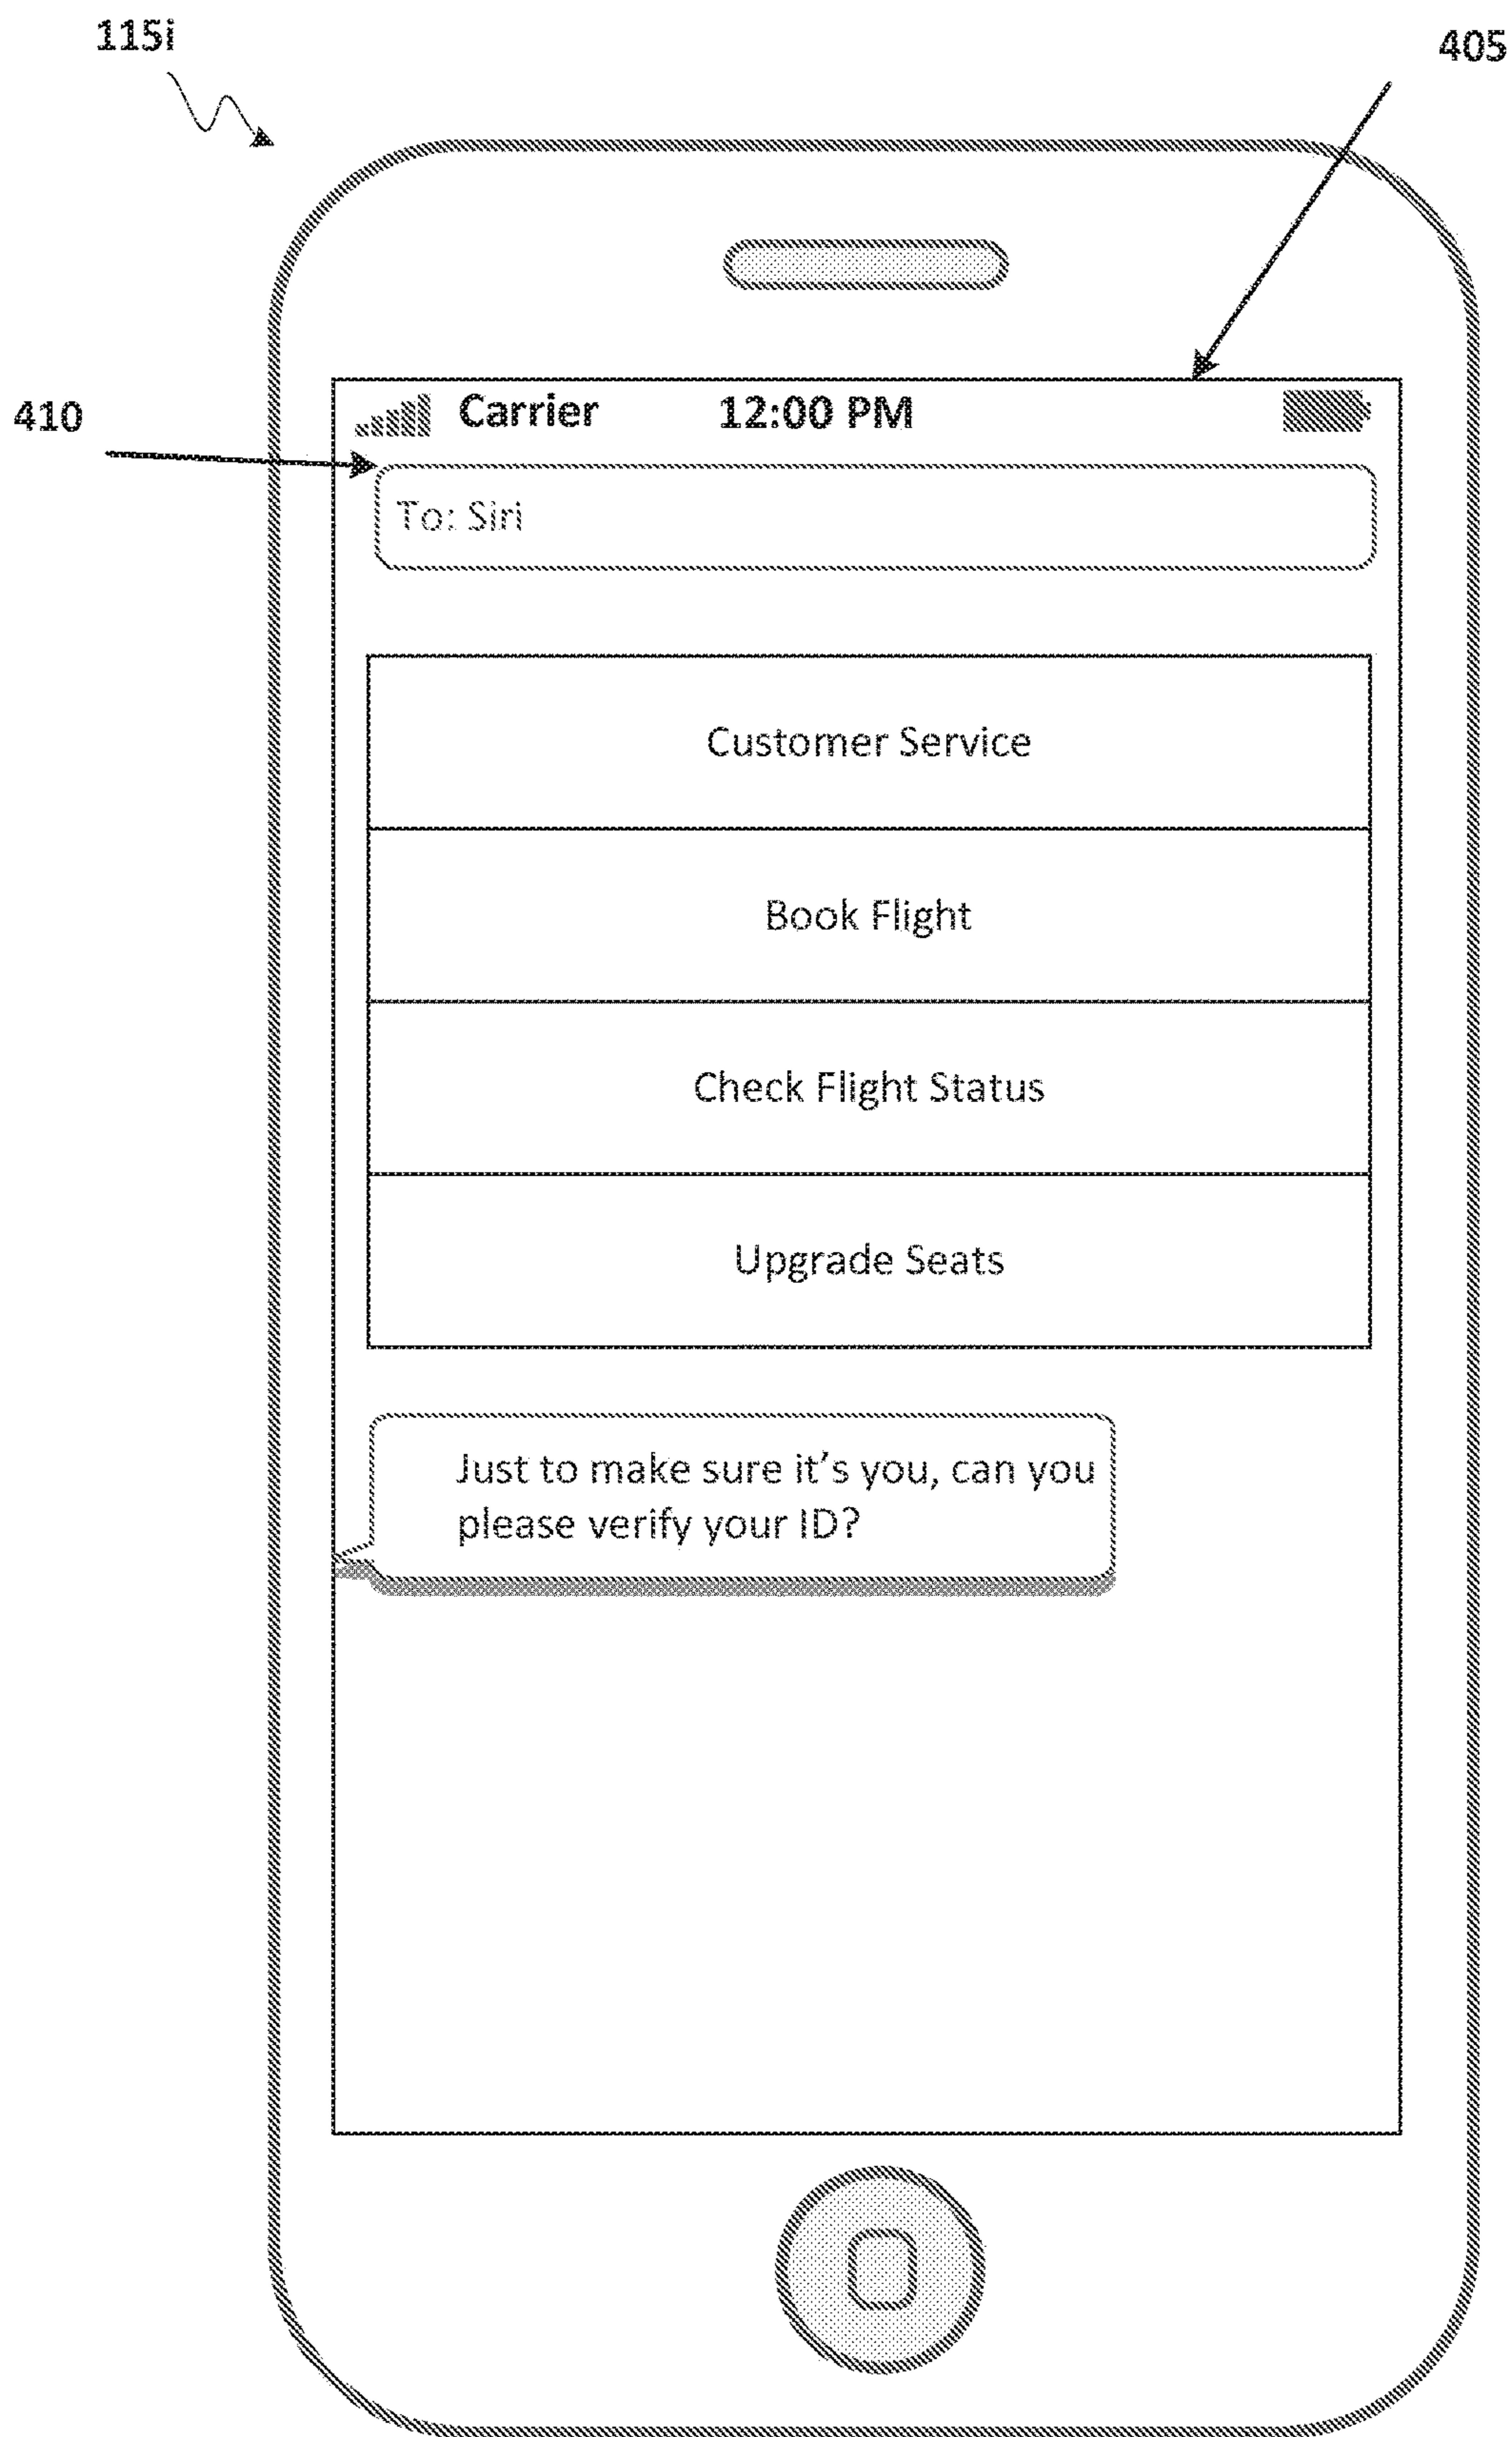 115i
405
410
Carrier 12:00 PM
To: Siri
Customer Service
Book Flight
Check Flight Status
Upgrade Seats
Just to make sure it's you, can you
please verify your ID?